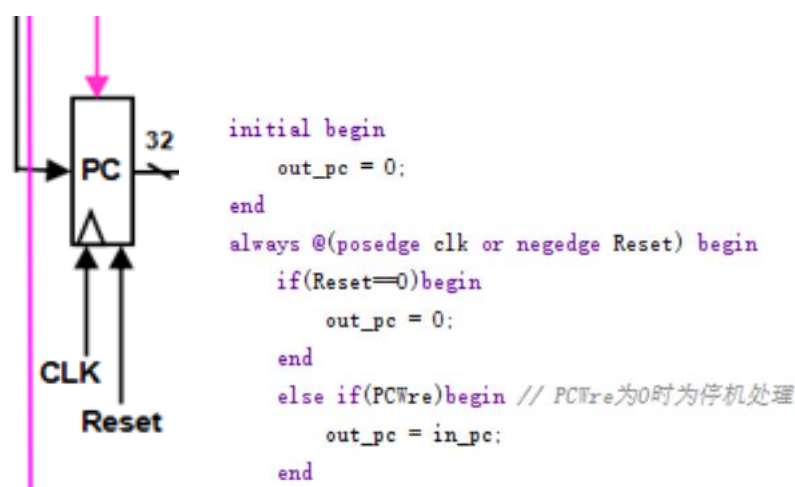 32
PC
CLK
Reset
initial begin
out_pc = 0;
end
always @(posedge clk or negedge Reset) begin
if(Reset==0)begin
out_pc = 0;
end
else if(PCWre)begin // PCWre为0时为停机处理
out_pc = in_pc;
end